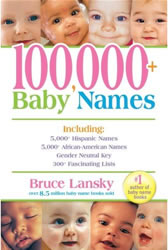 100,000+
Baby Names
Including:
5,000+ Hispanic Names
5,000+ African-American Names
Gender Neutral Key
300+ Fascinating Lists
Bruce Lansky
over 8.5 million baby name books sold
#1
author of
baby name
books